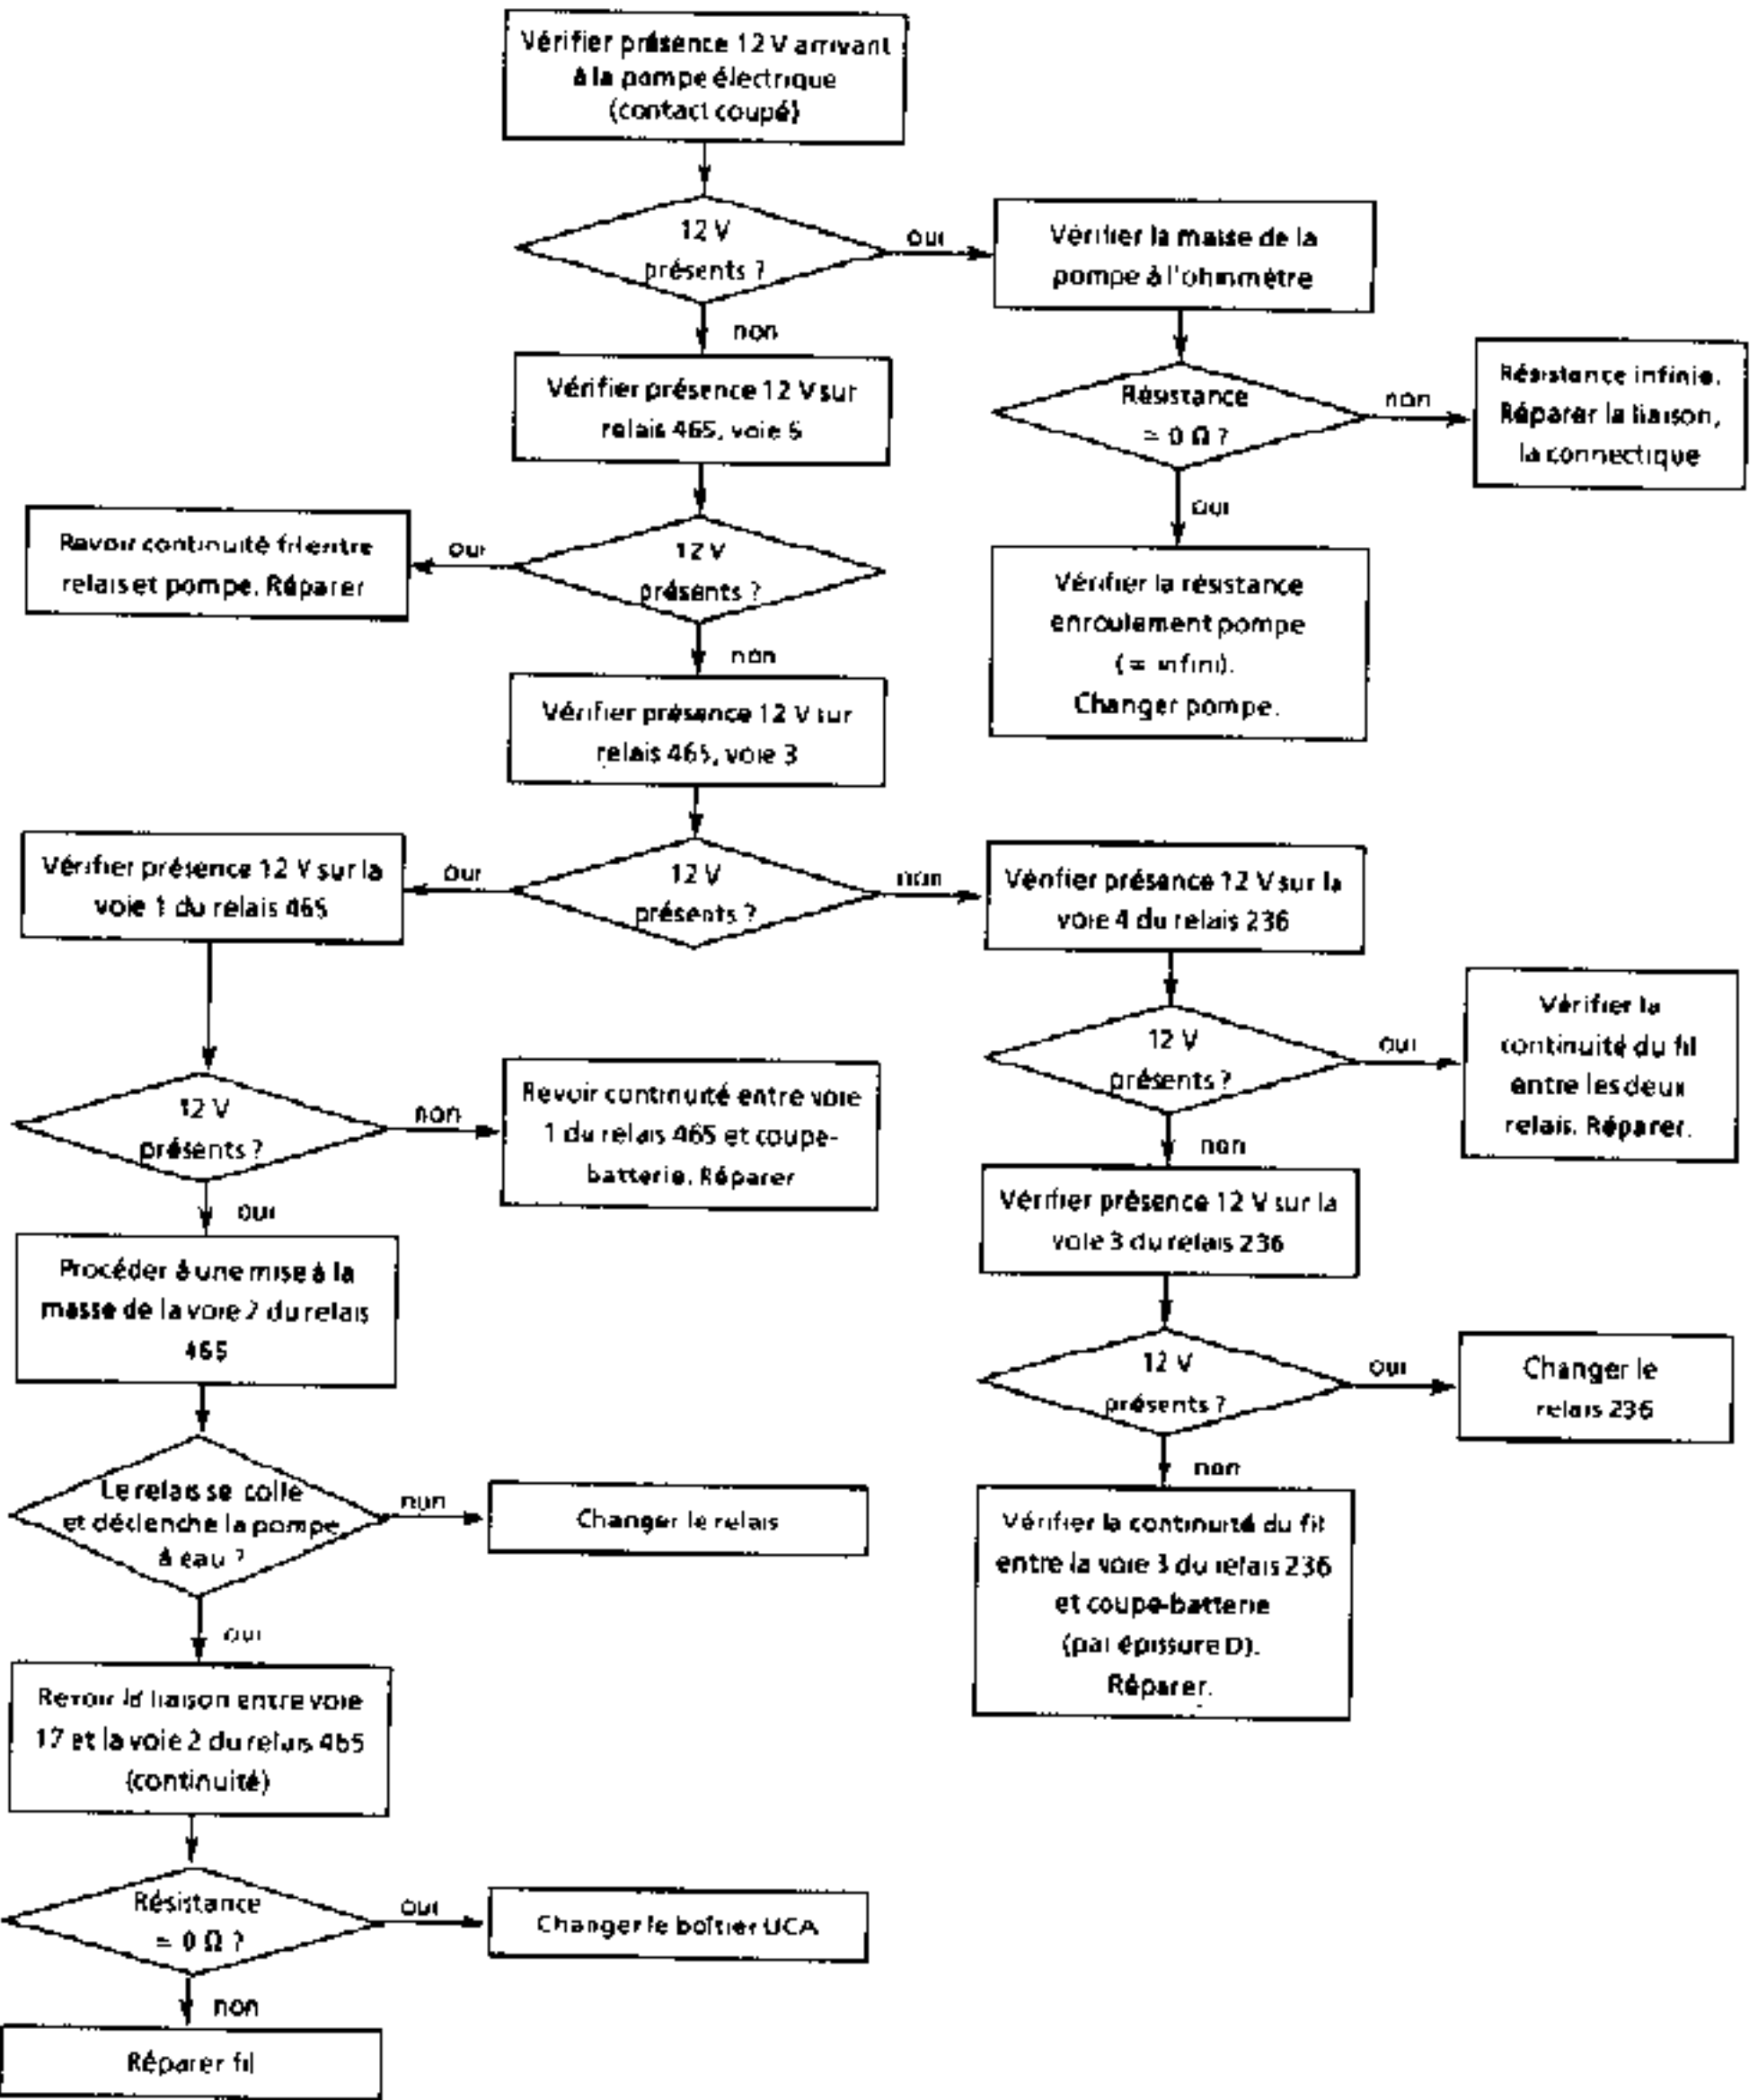 Vérifier présence 12 V arrivant
à la pompe électrique
(contact coupé)
12 V
présents ?
oui
Vérifier la masse de la
pompe à l'ohmmètre
non
Vérifier présence 12 V sur
relais 465, voie 5
Résistance
= 0 Ω ?
non
Résistance infinie.
Réparer la liaison,
la connectique
oui
Vérifier la résistance
enroulement pompe
(= infini).
Changer pompe.
12 V
présents ?
oui
Revoir continuité fil entre
relais et pompe. Réparer
non
Vérifier présence 12 V sur
relais 465, voie 3
12 V
présents ?
oui
Vérifier présence 12 V sur la
voie 1 du relais 465
non
Vérifier présence 12 V sur la
voie 4 du relais 236
12 V
présents ?
oui
Vérifier la
continuité du fil
entre les deux
relais. Réparer.
non
Vérifier présence 12 V sur la
voie 3 du relais 236
12 V
présents ?
oui
Changer le
relais 236
non
Vérifier la continuité du fil
entre la voie 3 du relais 236
et coupe-batterie
(par épissure D).
Réparer.
12 V
présents ?
non
Revoir continuité entre voie
1 du relais 465 et coupe-
batterie. Réparer
oui
Procéder à une mise à la
masse de la voie 2 du relais
465
Le relais se colle
et déclenche la pompe
à eau ?
non
Changer le relais
oui
Revoir la liaison entre voie
17 et la voie 2 du relais 465
(continuité)
Résistance
= 0 Ω ?
oui
Changer le boîtier UCA
non
Réparer fil